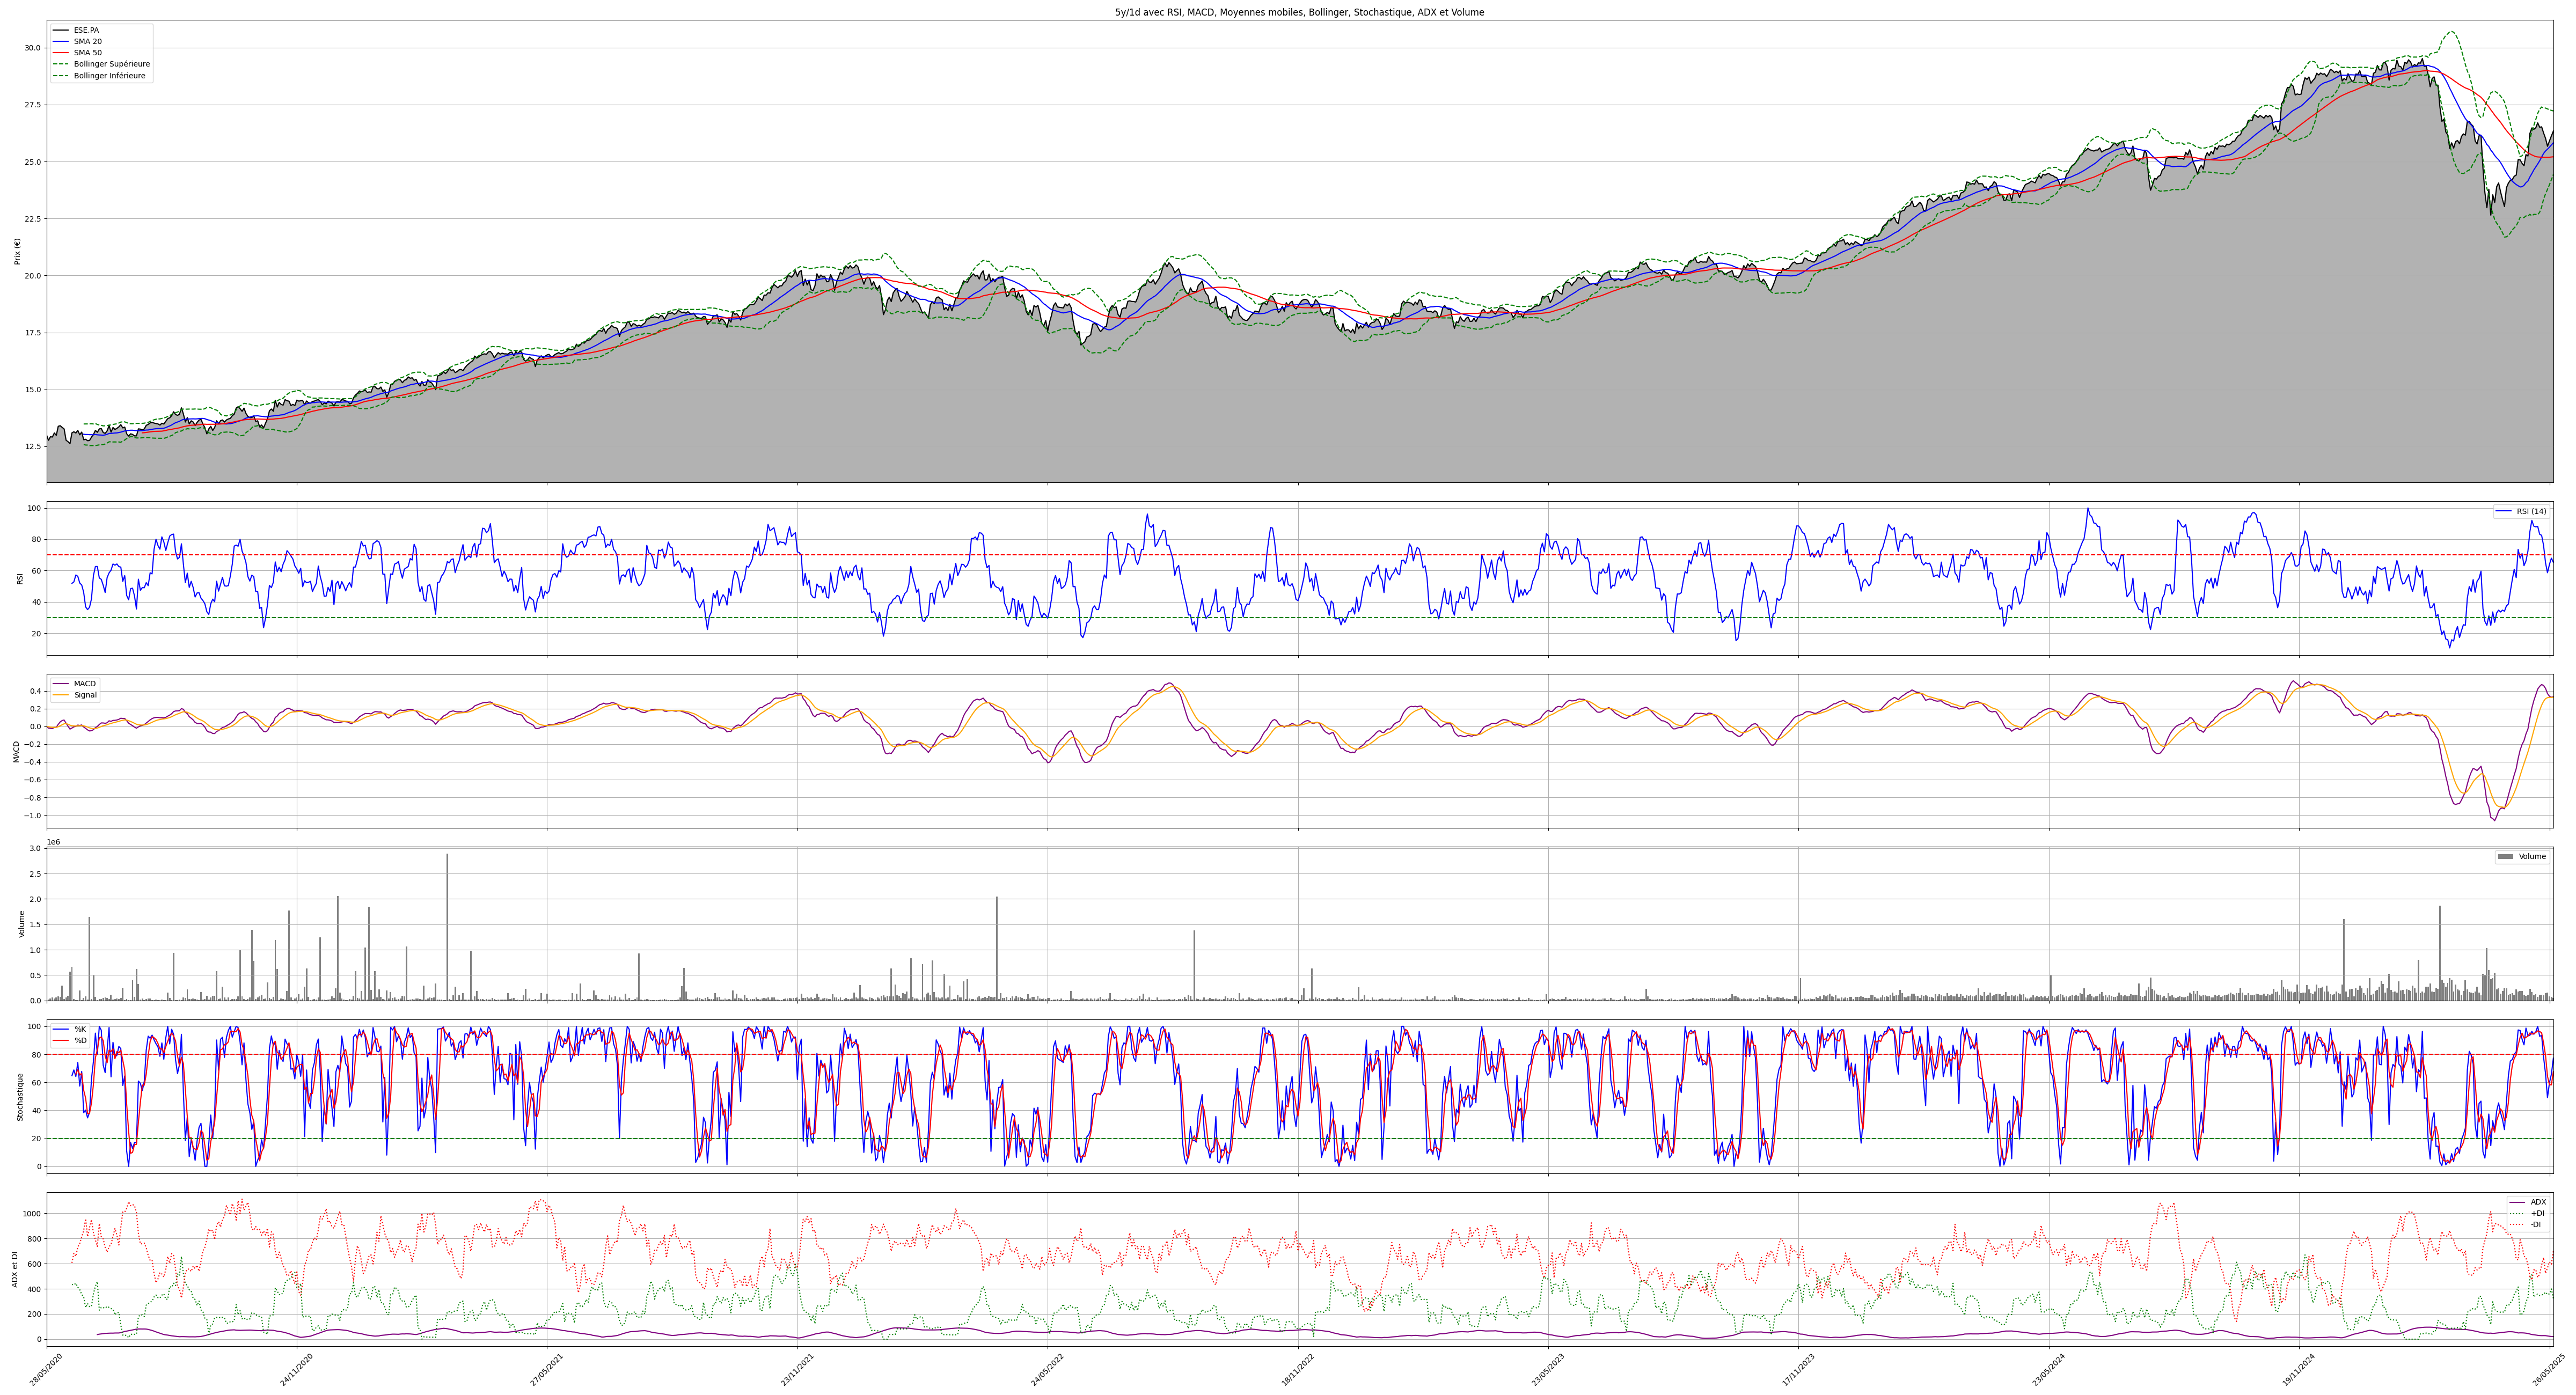 5y/1d avec RSI, MACD, Moyennes mobiles, Bollinger, Stochastique, ADX et Volume
ESE.PA
SMA 20
SMA 50
Bollinger Supérieure
Bollinger Inférieure
Prix (€)
30.0
27.5
25.0
22.5
20.0
17.5
15.0
12.5
RSI (14)
RSI
100
80
60
40
20
MACD
Signal
MACD
0.4
0.2
0.0
−0.2
−0.4
−0.6
−0.8
−1.0
1e6
Volume
Volume
3.0
2.5
2.0
1.5
1.0
0.5
0.0
%K
%D
Stochastique
100
80
60
40
20
0
ADX
+DI
-DI
ADX et DI
1000
800
600
400
200
0
28/05/2020
24/11/2020
27/05/2021
23/11/2021
24/05/2022
18/11/2022
23/05/2023
17/11/2023
23/05/2024
19/11/2024
26/05/2025